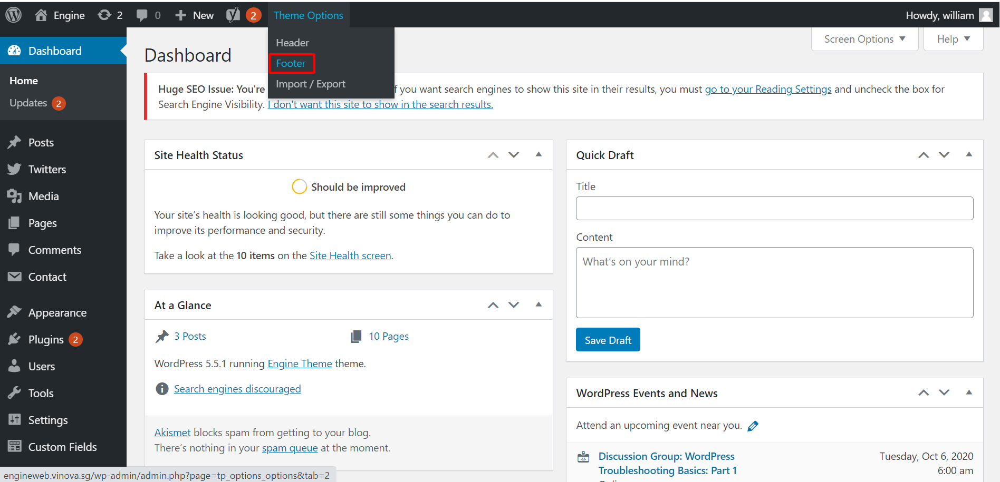 Engine 2 0 New 2 Theme Options Howdy, william
Header
Footer
Import / Export
Screen Options Help
Dashboard
Home
Updates 2
Posts
Twitters
Media
Pages
Comments
Contact
Appearance
Plugins 2
Users
Tools
Settings
Custom Fields
Dashboard
Huge SEO Issue: You're f you want search engines to show this site in their results, you must go to your Reading Settings and uncheck the box for
Search Engine Visibility. I don't want this site to show in the search results.
Site Health Status
Should be improved
Your site's health is looking good, but there are still some things you can do to
improve its performance and security.
Take a look at the 10 items on the Site Health screen.
At a Glance
3 Posts 10 Pages
WordPress 5.5.1 running Engine Theme theme.
Search engines discouraged
Akismet blocks spam from getting to your blog.
There's nothing in your spam queue at the moment.
Quick Draft
Title
Content
What's on your mind?
Save Draft
WordPress Events and News
Attend an upcoming event near you.
Discussion Group: WordPress Tuesday, Oct 6, 2020
Troubleshooting Basics: Part 1 6:00 am
engineweb.vinova.sg/wp-admin/admin.php?page=tp_options_options&tab=2